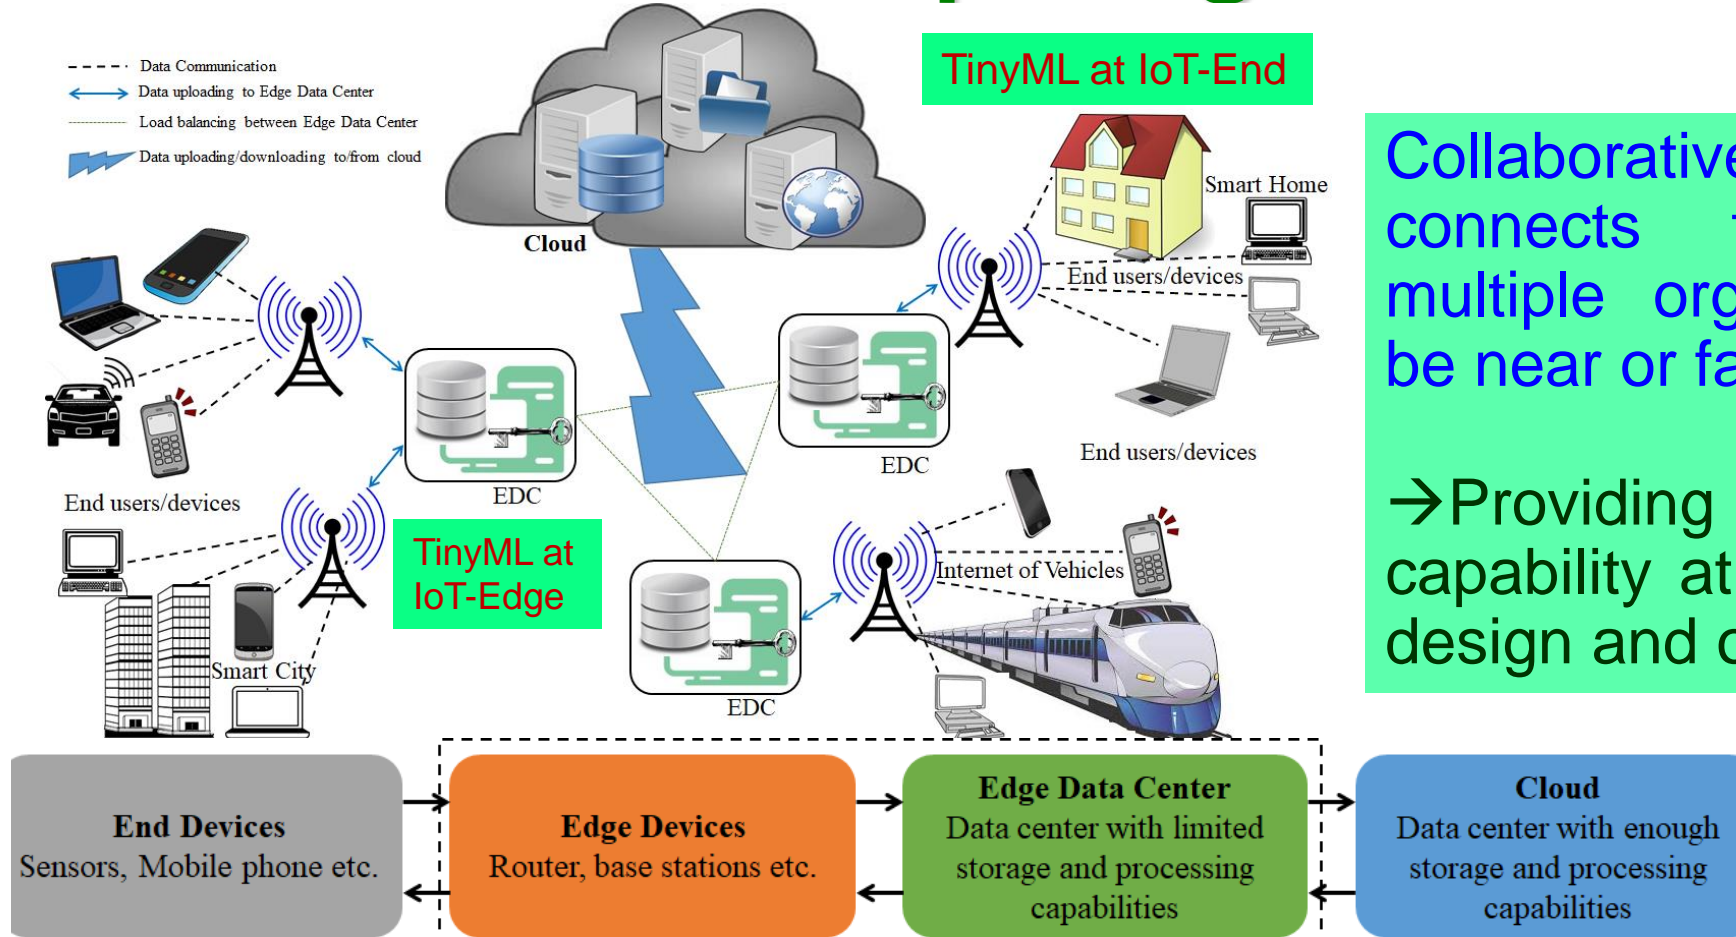 TinyML at IoT-End
Data Communication
Data uploading to Edge Data Center
Load balancing between Edge Data Center
Data uploading/downloading to/from cloud
Cloud
Smart Home
End users/devices
End users/devices
EDC
EDC
End users/devices
TinyML at
IoT-Edge
Smart City
EDC
Internet of Vehicles
connects
multiple
be near or
→Providing
capability at
design and
End Devices
Sensors, Mobile phone etc.
Edge Devices
Router, base stations etc.
Edge Data Center
Data center with limited
storage and processing
capabilities
Cloud
Data center with enough
storage and processing
capabilities